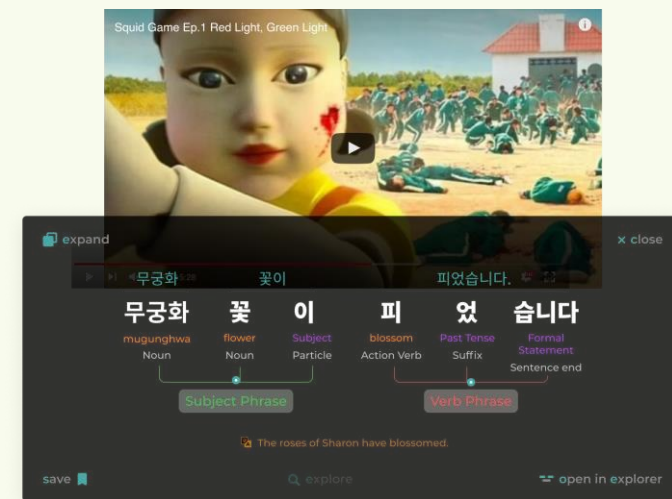 Squid Game Ep.1 Red Light, Green Light
expand
× close
무궁화 꽃이 피었습니다.
무궁화 꽃 이 피 었 습니다
mugunghwa flower Subject blossom Past Tense Formal Statement
Noun Noun Particle Action Verb Suffix Sentence end
Subject Phrase Verb Phrase
The roses of Sharon have blossomed.
save explore open in explorer